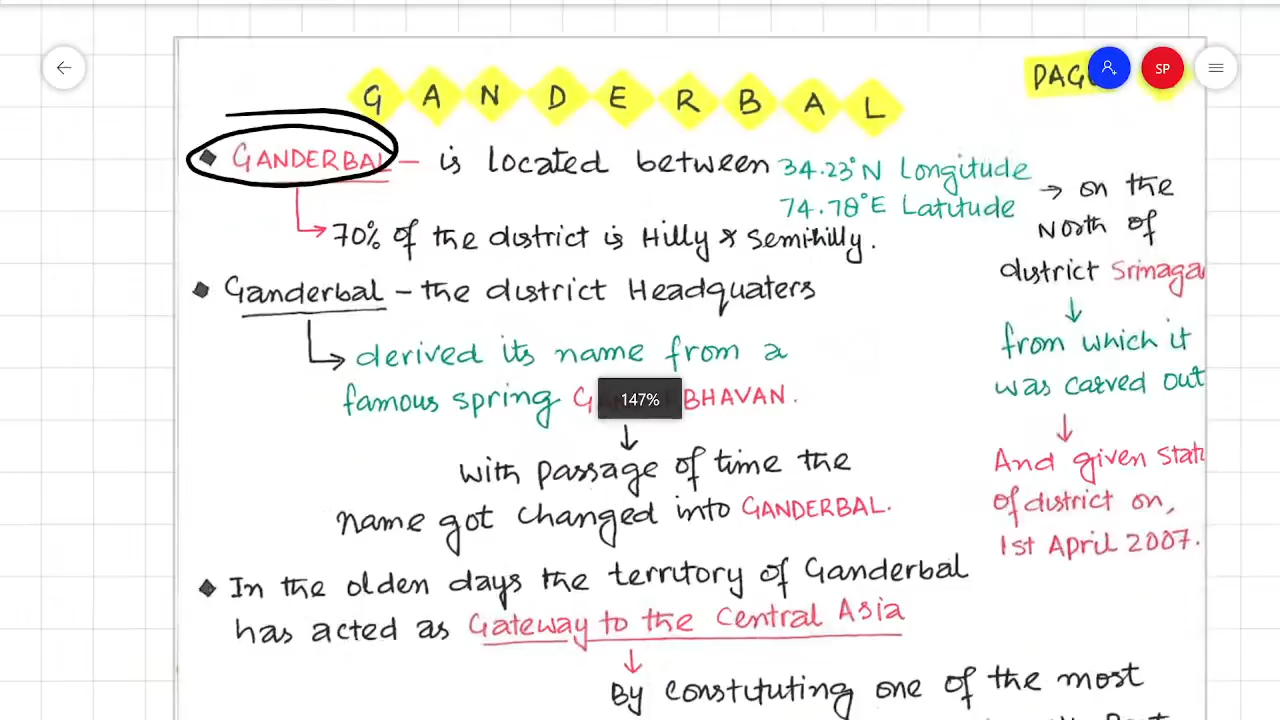 GANDERBAL
SP
GANDERBAL – is located between 34.23°N Longitude
74.78°E Latitude
→ on the
North of
district Srinaga
↓
from which it
was carved out
↓
And given Stat
of district on,
1st April 2007.
→ 70% of the district is Hilly & Semi-hilly.
Ganderbal – the district Headquaters
→ derived its name from a
famous spring
147%
BHAVAN.
↓
with passage of time the
name got changed into GANDERBAL.
In the olden days the territory of Ganderbal
has acted as Gateway to the Central Asia
↓
By constituting one of the most